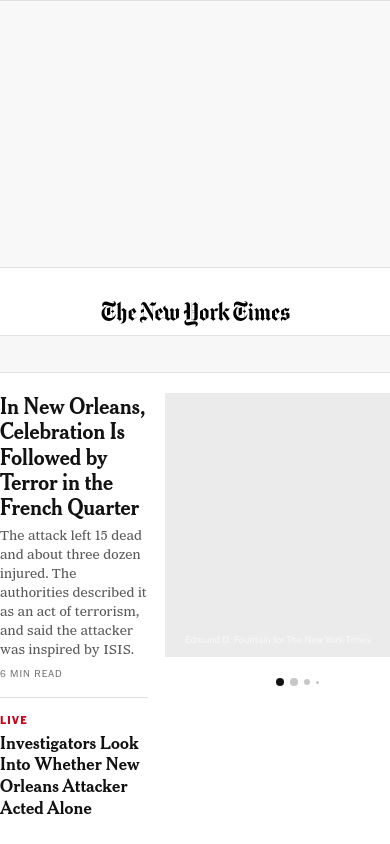 The New York Times
In New Orleans,
Celebration Is
Followed by
Terror in the
French Quarter
The attack left 15 dead
and about three dozen
injured. The
authorities described it
as an act of terrorism,
and said the attacker
was inspired by ISIS.
6 MIN READ
Edmund D. Fountain for The New York Times
LIVE
Investigators Look
Into Whether New
Orleans Attacker
Acted Alone